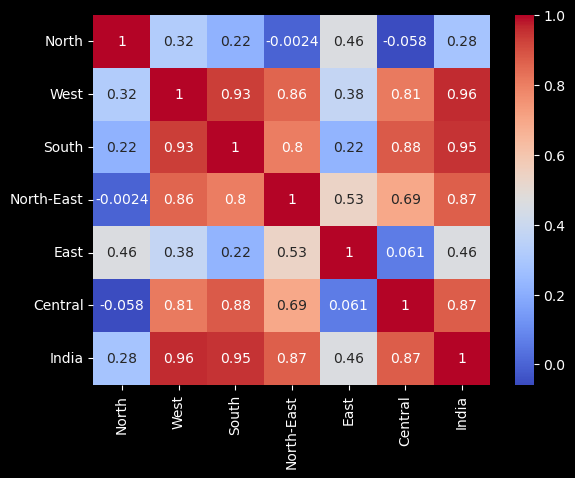 North 1 0.32 0.22 -0.0024 0.46 -0.058 0.28
West 0.32 1 0.93 0.86 0.38 0.81 0.96
South 0.22 0.93 1 0.8 0.22 0.88 0.95
North-East -0.0024 0.86 0.8 1 0.53 0.69 0.87
East 0.46 0.38 0.22 0.53 1 0.061 0.46
Central -0.058 0.81 0.88 0.69 0.061 1 0.87
India 0.28 0.96 0.95 0.87 0.46 0.87 1
North West South North-East East Central India
1.0
0.8
0.6
0.4
0.2
0.0